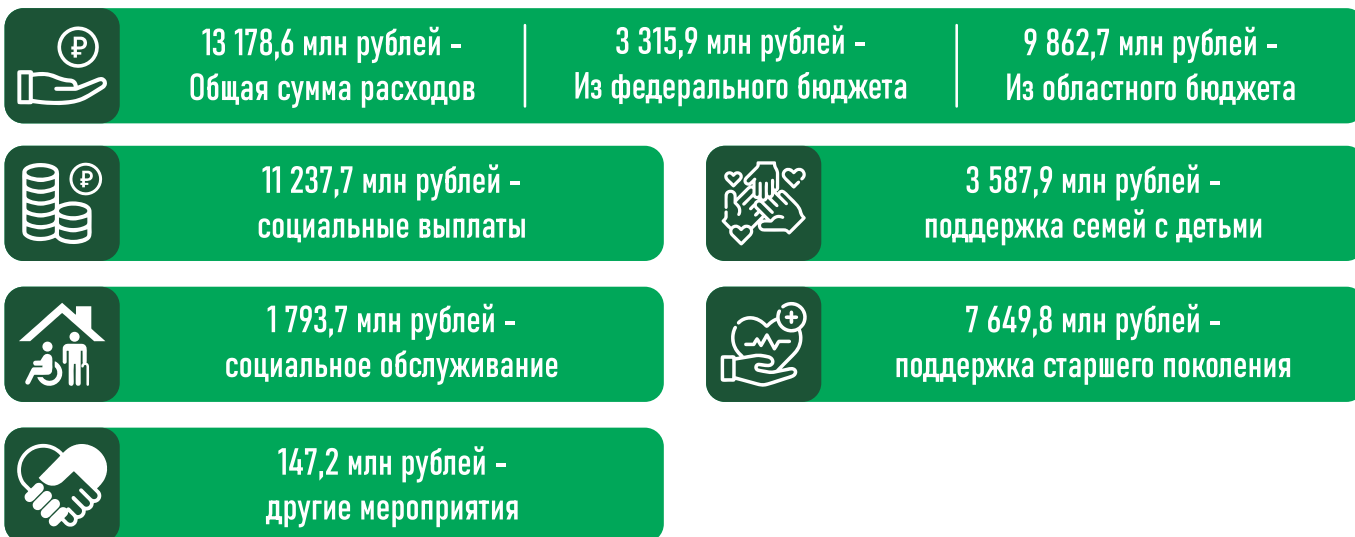 13 178,6 млн рублей -
Общая сумма расходов
3 315,9 млн рублей -
Из федерального бюджета
9 862,7 млн рублей -
Из областного бюджета
11 237,7 млн рублей -
социальные выплаты
3 587,9 млн рублей -
поддержка семей с детьми
1 793,7 млн рублей -
социальное обслуживание
7 649,8 млн рублей -
поддержка старшего поколения
147,2 млн рублей -
другие мероприятия